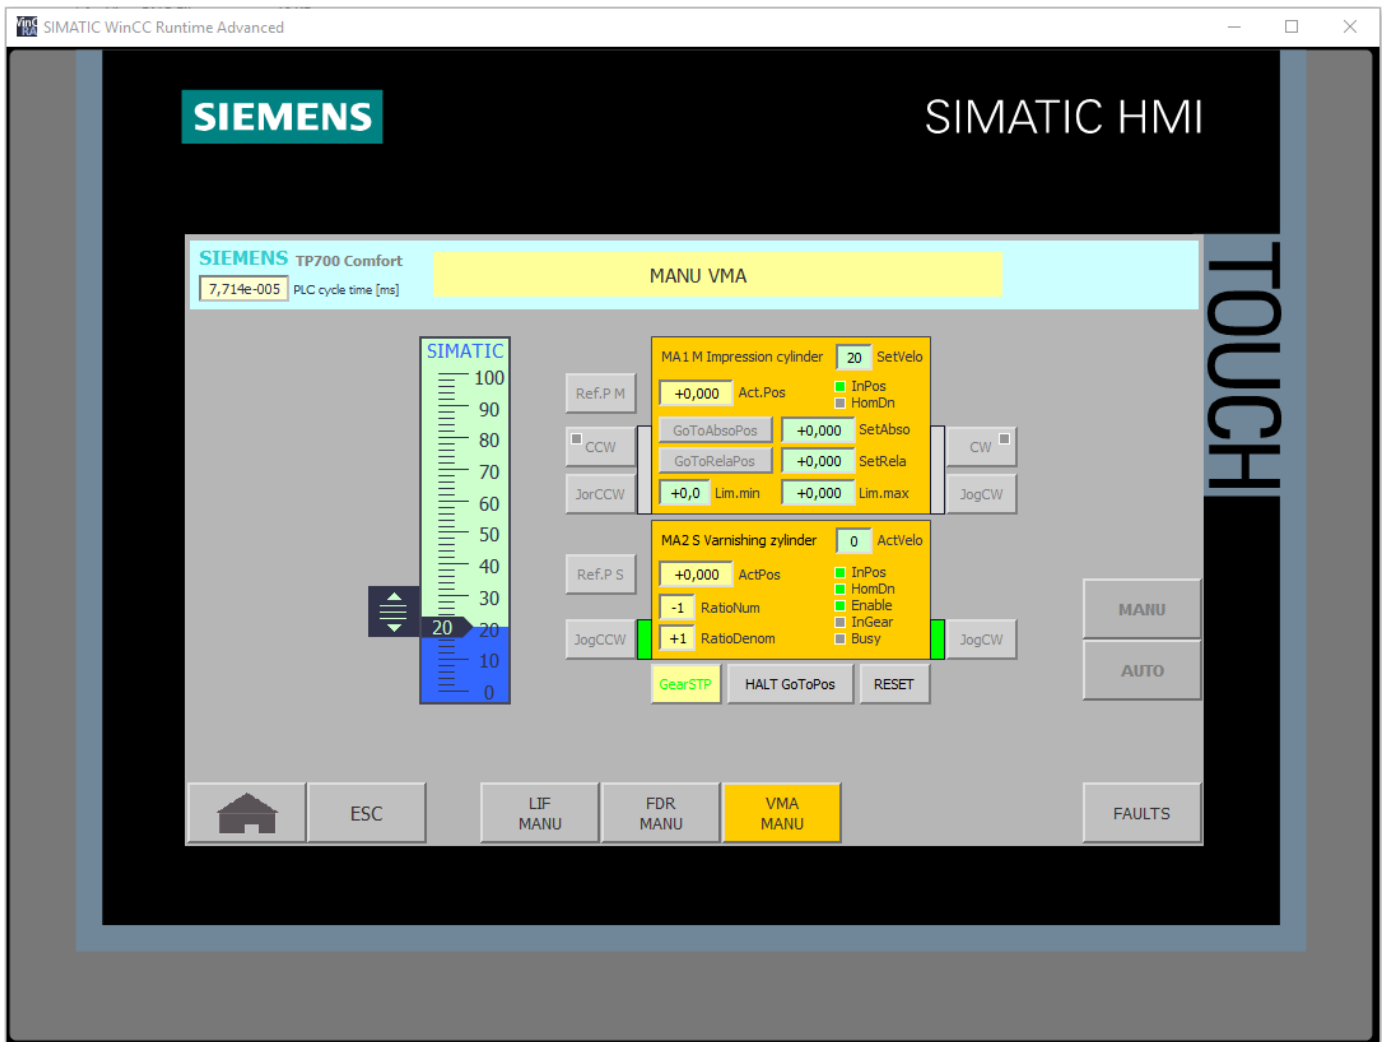 SIMATIC WinCC Runtime Advanced
SIEMENS
SIMATIC HMI
TOUCH
SIEMENS TP700 Comfort
7,714e-005 PLC cycle time [ms]
MANU VMA
SIMATIC
100
90
80
70
60
50
40
30
20 20
10
0
MA1 M Impression cylinder 20 SetVelo
Ref.P M +0,000 Act.Pos InPos
HomDn
CCW GoToAbsoPos +0,000 SetAbso CW
GoToRelaPos +0,000 SetRela
JorCCW +0,0 Lim.min +0,000 Lim.max JogCW
MA2 S Varnishing zylinder 0 ActVelo
Ref.P S +0,000 ActPos InPos
HomDn
-1 RatioNum Enable
InGear
JogCCW +1 RatioDenom Busy JogCW
GearSTP HALT GoToPos RESET
MANU
AUTO
ESC
LIF
MANU
FDR
MANU
VMA
MANU
FAULTS